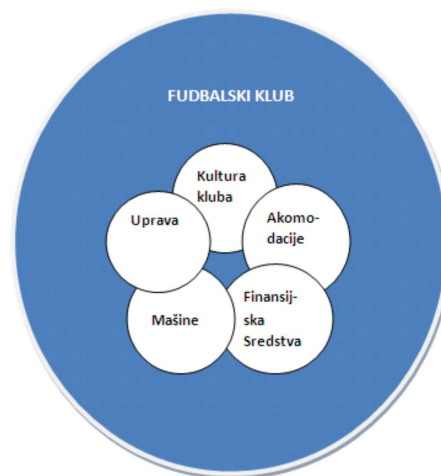 FUDBALSKI KLUB
Kultura
kluba
Uprava
Akomo-
dacije
Mašine
Finansij-
ska
Sredstva